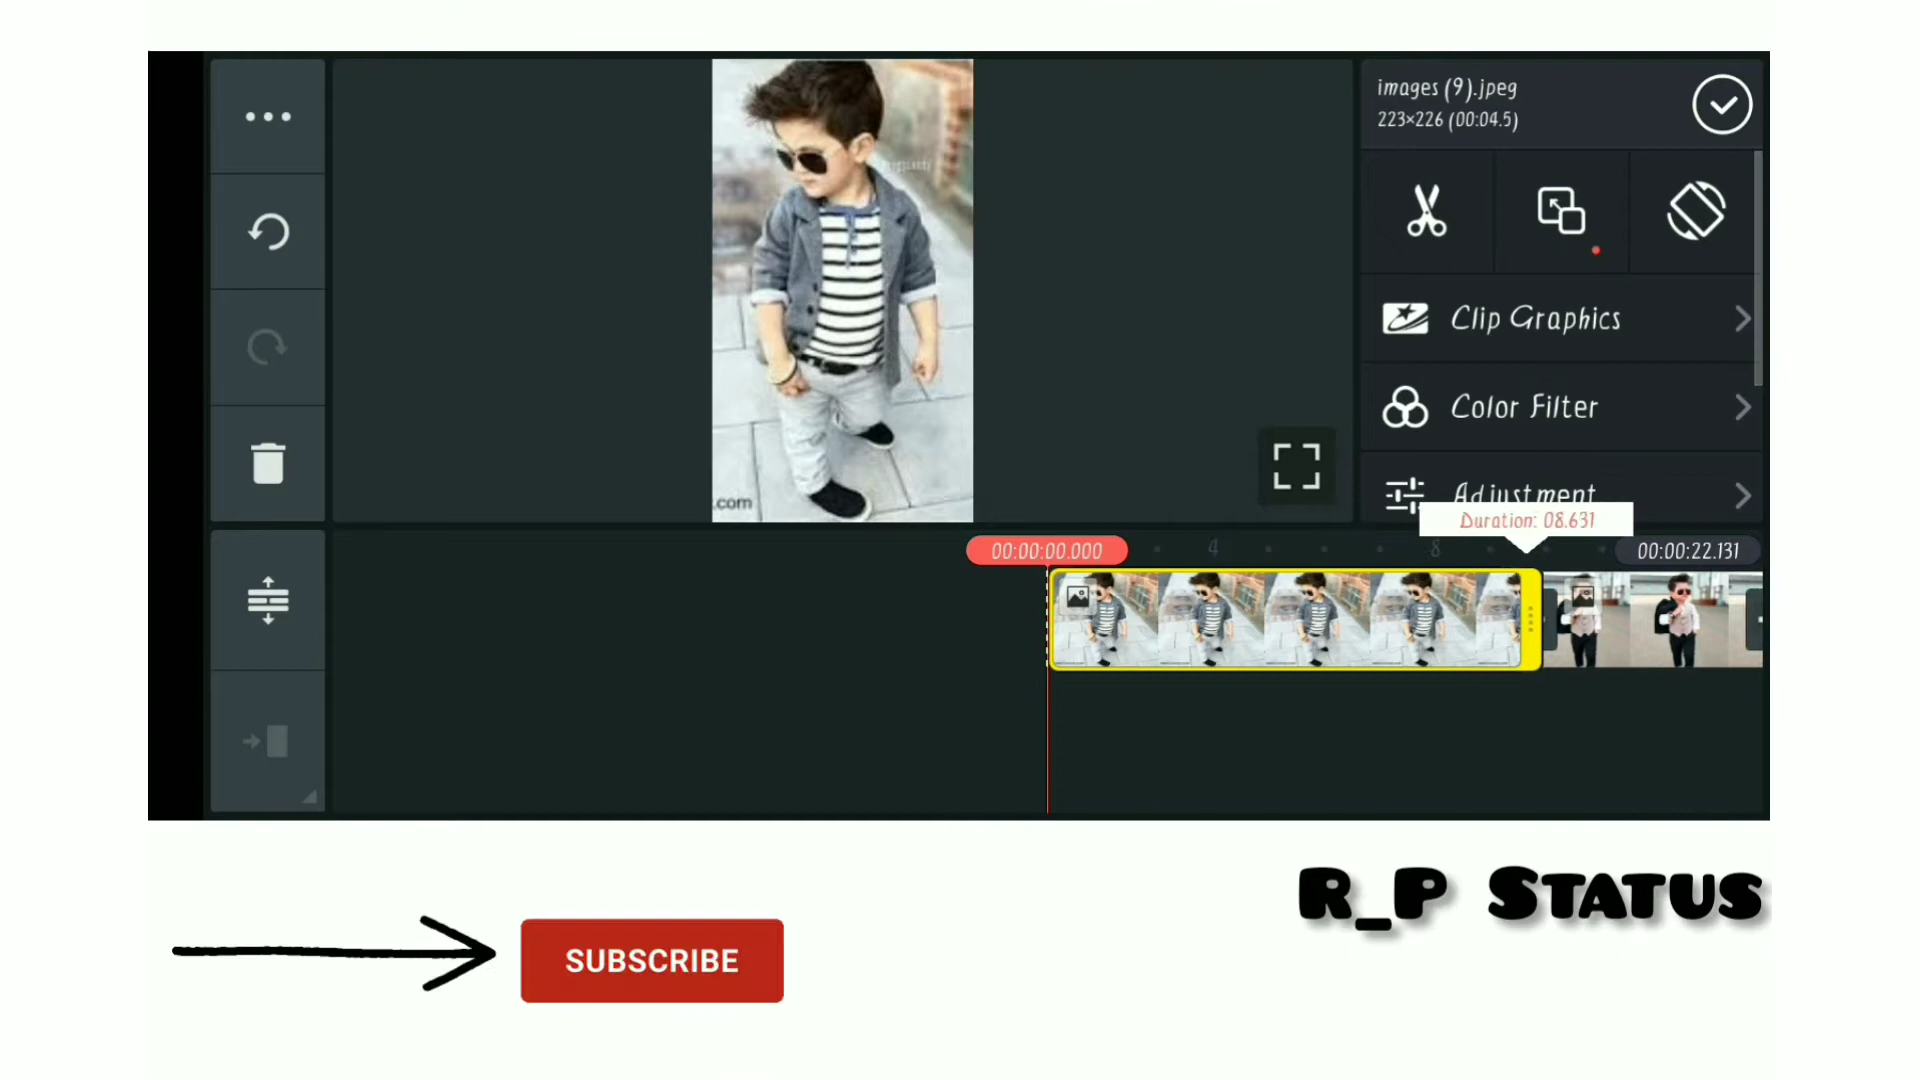 images (9).jpeg
223×226 (00:04.5)
Clip Graphics
Color Filter
Adjustment
Duration: 08.631
00:00:00.000
4
8
00:00:22.131
.com
R_P Status
SUBSCRIBE